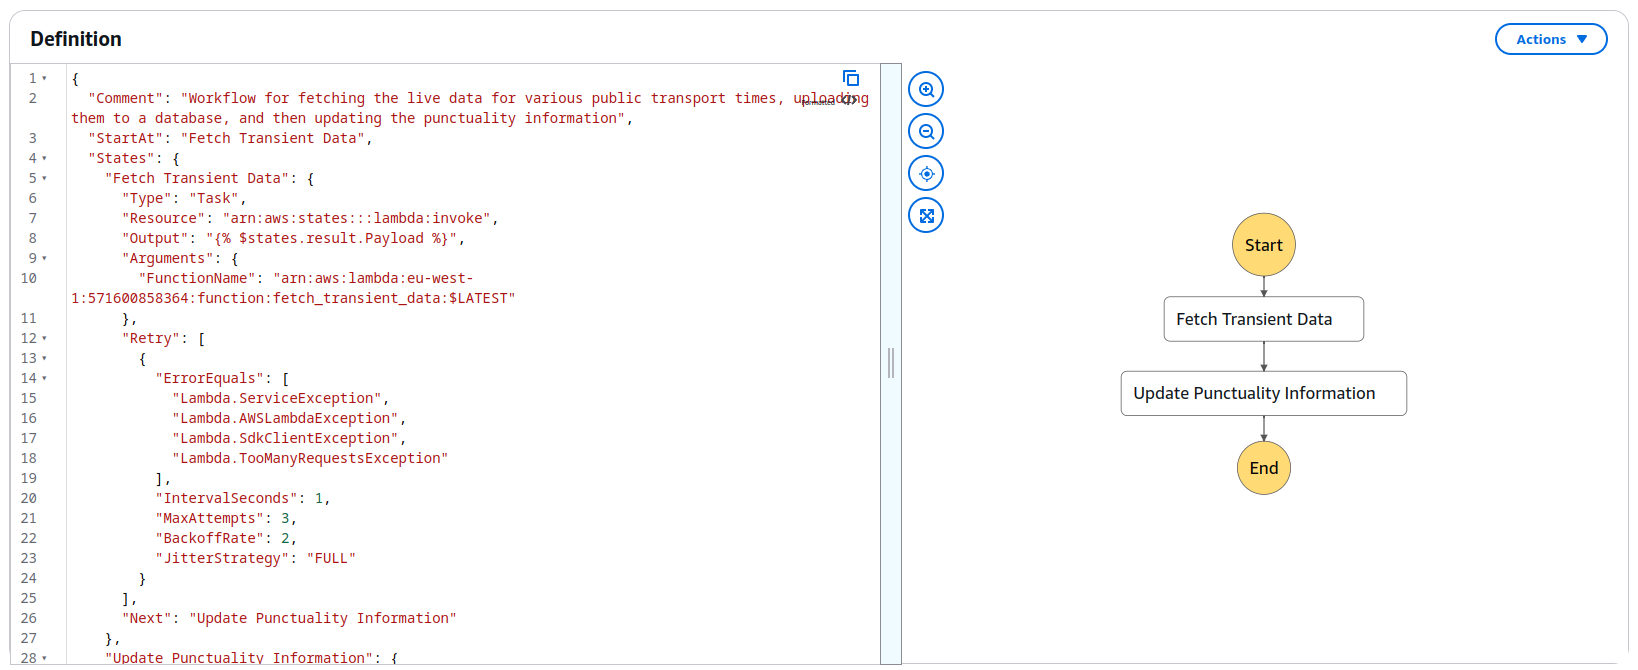 Definition
Actions
1 {
2 "Comment": "Workflow for fetching the live data for various public transport times, uploading
them to a database, and then updating the punctuality information",
3 "StartAt": "Fetch Transient Data",
4 "States": {
5 "Fetch Transient Data": {
6 "Type": "Task",
7 "Resource": "arn:aws:states:::lambda:invoke",
8 "Output": "{% $states.result.Payload %}",
9 "Arguments": {
10 "FunctionName": "arn:aws:lambda:eu-west-
1:571600858364:function:fetch_transient_data:$LATEST"
11 },
12 "Retry": [
13 {
14 "ErrorEquals": [
15 "Lambda.ServiceException",
16 "Lambda.AWSLambdaException",
17 "Lambda.SdkClientException",
18 "Lambda.TooManyRequestsException"
19 ],
20 "IntervalSeconds": 1,
21 "MaxAttempts": 3,
22 "BackoffRate": 2,
23 "JitterStrategy": "FULL"
24 }
25 ],
26 "Next": "Update Punctuality Information"
27 },
28 "Update Punctuality Information": {
Start
Fetch Transient Data
Update Punctuality Information
End